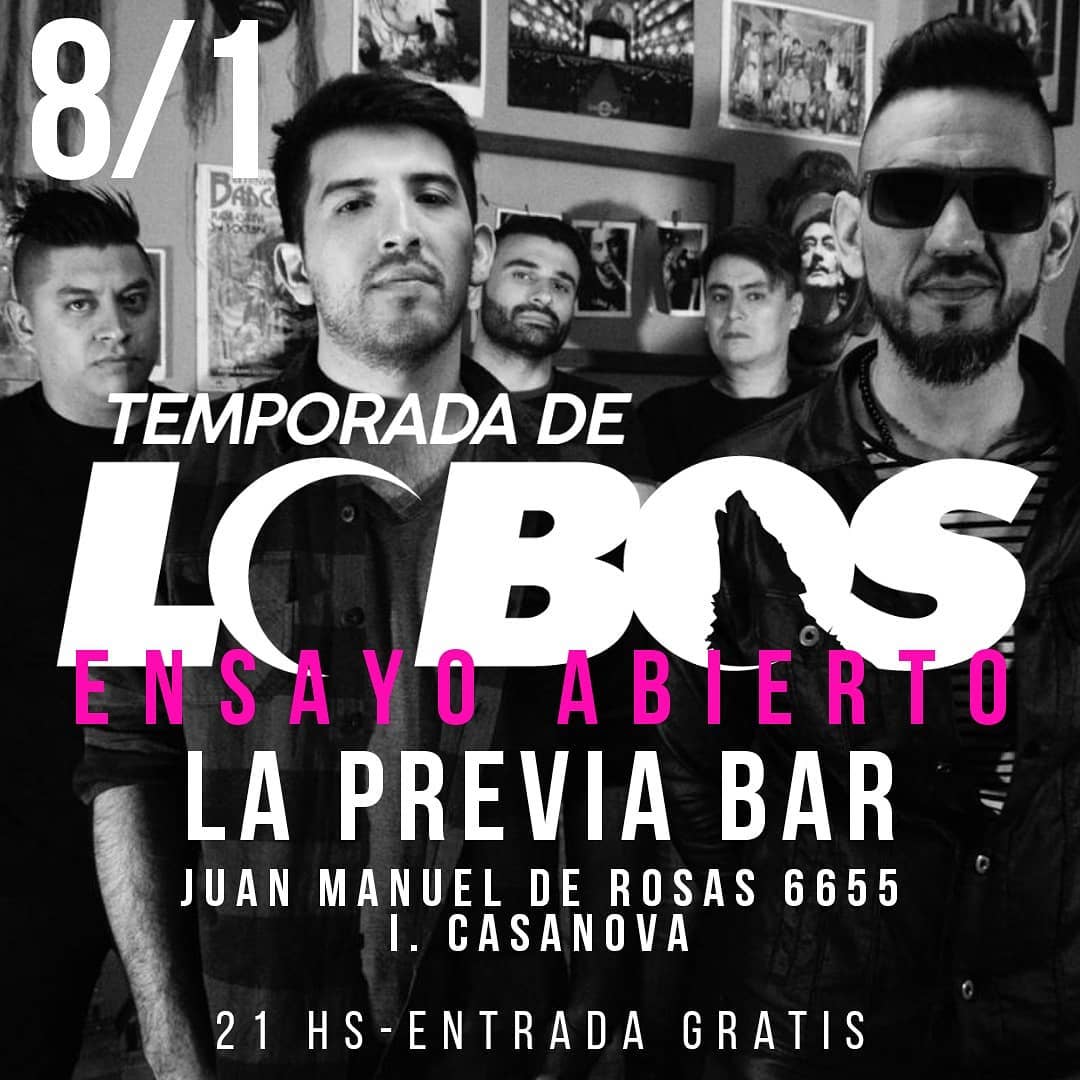 8/1
TEMPORADA DE
LOBOS
ENSAYO ABIERTO
LA PREVIA BAR
JUAN MANUEL DE ROSAS 6655
I. CASANOVA
21 HS-ENTRADA GRATIS